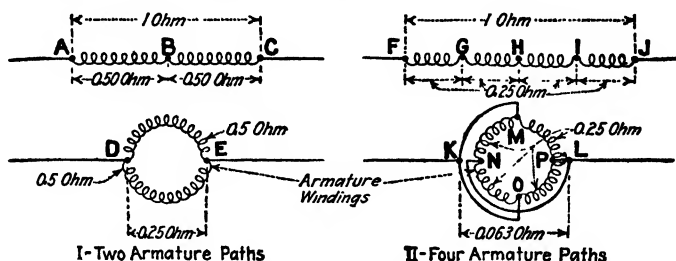 1 Ohm
A B C
0.50 Ohm 0.50 Ohm
1 Ohm
F G H I J
0.25 Ohm
D E
0.5 Ohm
0.5 Ohm
0.25 Ohm
Armature
Windings
K M L
N P
O
0.25 Ohm
0.063 Ohm
I-Two Armature Paths
II-Four Armature Paths